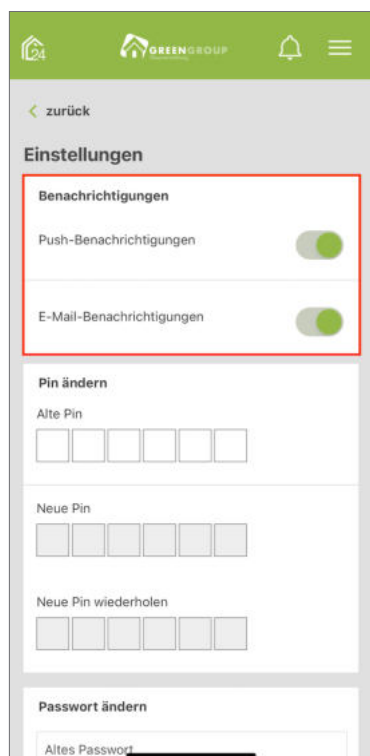 24
GREENGROUP
zurück
Einstellungen
Benachrichtigungen
Push-Benachrichtigungen
E-Mail-Benachrichtigungen
Pin ändern
Alte Pin
Neue Pin
Neue Pin wiederholen
Passwort ändern
Altes Passwort